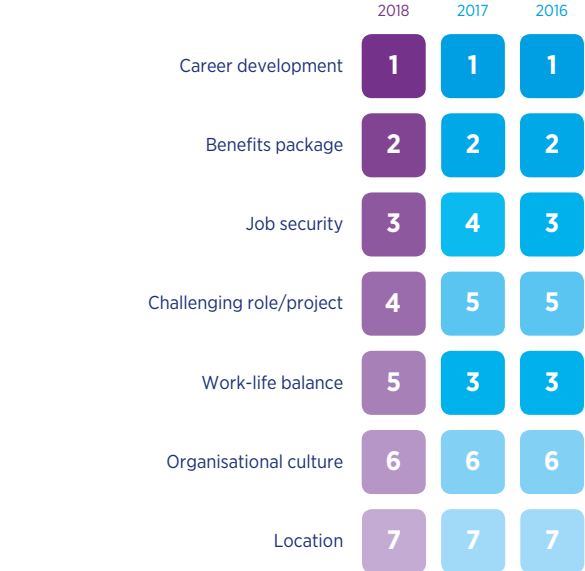 2018 2017 2016
Career development 1 1 1
Benefits package 2 2 2
Job security 3 4 3
Challenging role/project 4 5 5
Work-life balance 5 3 3
Organisational culture 6 6 6
Location 7 7 7